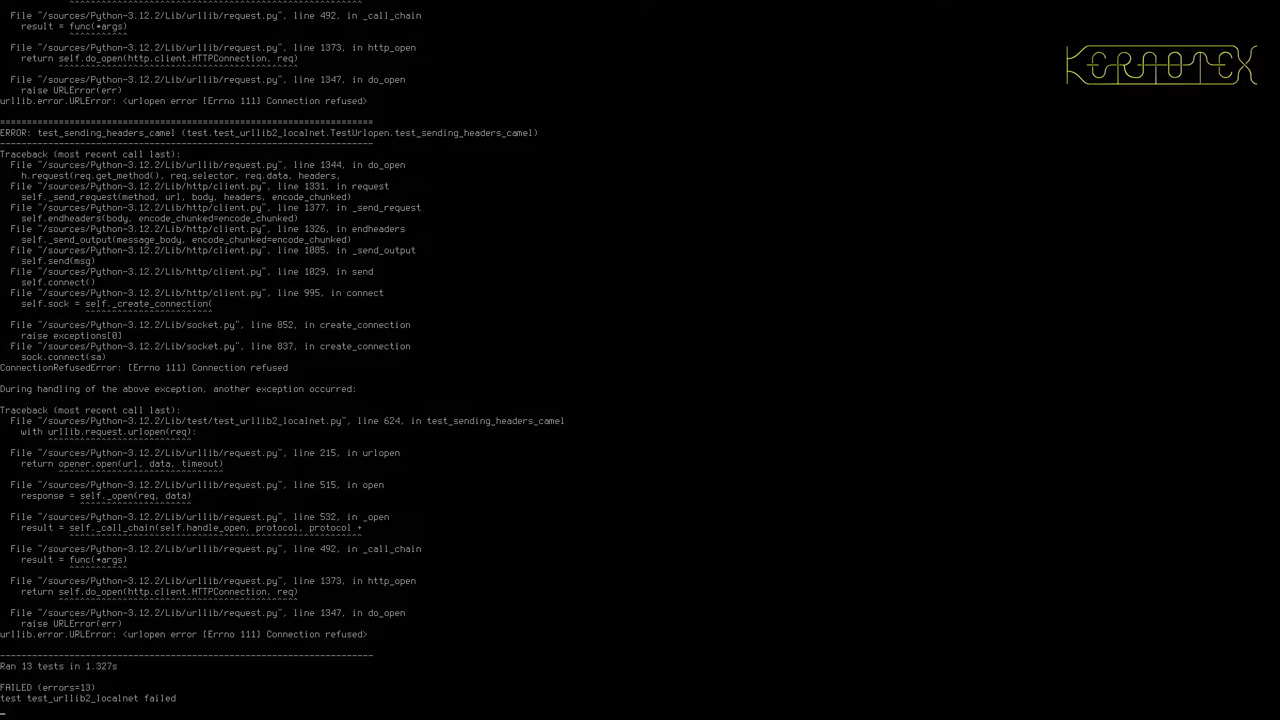 File "/sources/Python-3.12.2/Lib/urllib/request.py", line 492, in _call_chain
result = func(*args)
^^^^^^^^^^^
File "/sources/Python-3.12.2/Lib/urllib/request.py", line 1373, in http_open
return self.do_open(http.client.HTTPConnection, req)
^^^^^^^^^^^^^^^^^^^^^^^^^^^^^^^^^^^^^^^^^^^^^
File "/sources/Python-3.12.2/Lib/urllib/request.py", line 1347, in do_open
raise URLError(err)
urllib.error.URLError: <urlopen error [Errno 111] Connection refused>
KERNOTEX
======================================================================
ERROR: test_sending_headers_camel (test.test_urllib2_localnet.TestUrlopen.test_sending_headers_camel)
----------------------------------------------------------------------
Traceback (most recent call last):
File "/sources/Python-3.12.2/Lib/urllib/request.py", line 1344, in do_open
h.request(req.get_method(), req.selector, req.data, headers,
File "/sources/Python-3.12.2/Lib/http/client.py", line 1331, in request
self._send_request(method, url, body, headers, encode_chunked)
File "/sources/Python-3.12.2/Lib/http/client.py", line 1377, in _send_request
self.endheaders(body, encode_chunked=encode_chunked)
File "/sources/Python-3.12.2/Lib/http/client.py", line 1326, in endheaders
self._send_output(message_body, encode_chunked=encode_chunked)
File "/sources/Python-3.12.2/Lib/http/client.py", line 1085, in _send_output
self.send(msg)
File "/sources/Python-3.12.2/Lib/http/client.py", line 1029, in send
self.connect()
File "/sources/Python-3.12.2/Lib/http/client.py", line 995, in connect
self.sock = self._create_connection(
^^^^^^^^^^^^^^^^^^^^^^^^
File "/sources/Python-3.12.2/Lib/socket.py", line 852, in create_connection
raise exceptions[0]
File "/sources/Python-3.12.2/Lib/socket.py", line 837, in create_connection
sock.connect(sa)
ConnectionRefusedError: [Errno 111] Connection refused
During handling of the above exception, another exception occurred:
Traceback (most recent call last):
File "/sources/Python-3.12.2/Lib/test/test_urllib2_localnet.py", line 624, in test_sending_headers_camel
with urllib.request.urlopen(req):
^^^^^^^^^^^^^^^^^^^^^^^^^^^
File "/sources/Python-3.12.2/Lib/urllib/request.py", line 215, in urlopen
return opener.open(url, data, timeout)
^^^^^^^^^^^^^^^^^^^^^^^^^^^^^^^
File "/sources/Python-3.12.2/Lib/urllib/request.py", line 515, in open
response = self._open(req, data)
^^^^^^^^^^^^^^^^^^^^^
File "/sources/Python-3.12.2/Lib/urllib/request.py", line 532, in _open
result = self._call_chain(self.handle_open, protocol, protocol +
^^^^^^^^^^^^^^^^^^^^^^^^^^^^^^^^^^^^^^^^^^^^^^^^^^^^^^^
File "/sources/Python-3.12.2/Lib/urllib/request.py", line 492, in _call_chain
result = func(*args)
^^^^^^^^^^^
File "/sources/Python-3.12.2/Lib/urllib/request.py", line 1373, in http_open
return self.do_open(http.client.HTTPConnection, req)
^^^^^^^^^^^^^^^^^^^^^^^^^^^^^^^^^^^^^^^^^^^^^
File "/sources/Python-3.12.2/Lib/urllib/request.py", line 1347, in do_open
raise URLError(err)
urllib.error.URLError: <urlopen error [Errno 111] Connection refused>
----------------------------------------------------------------------
Ran 13 tests in 1.327s
FAILED (errors=13)
test test_urllib2_localnet failed